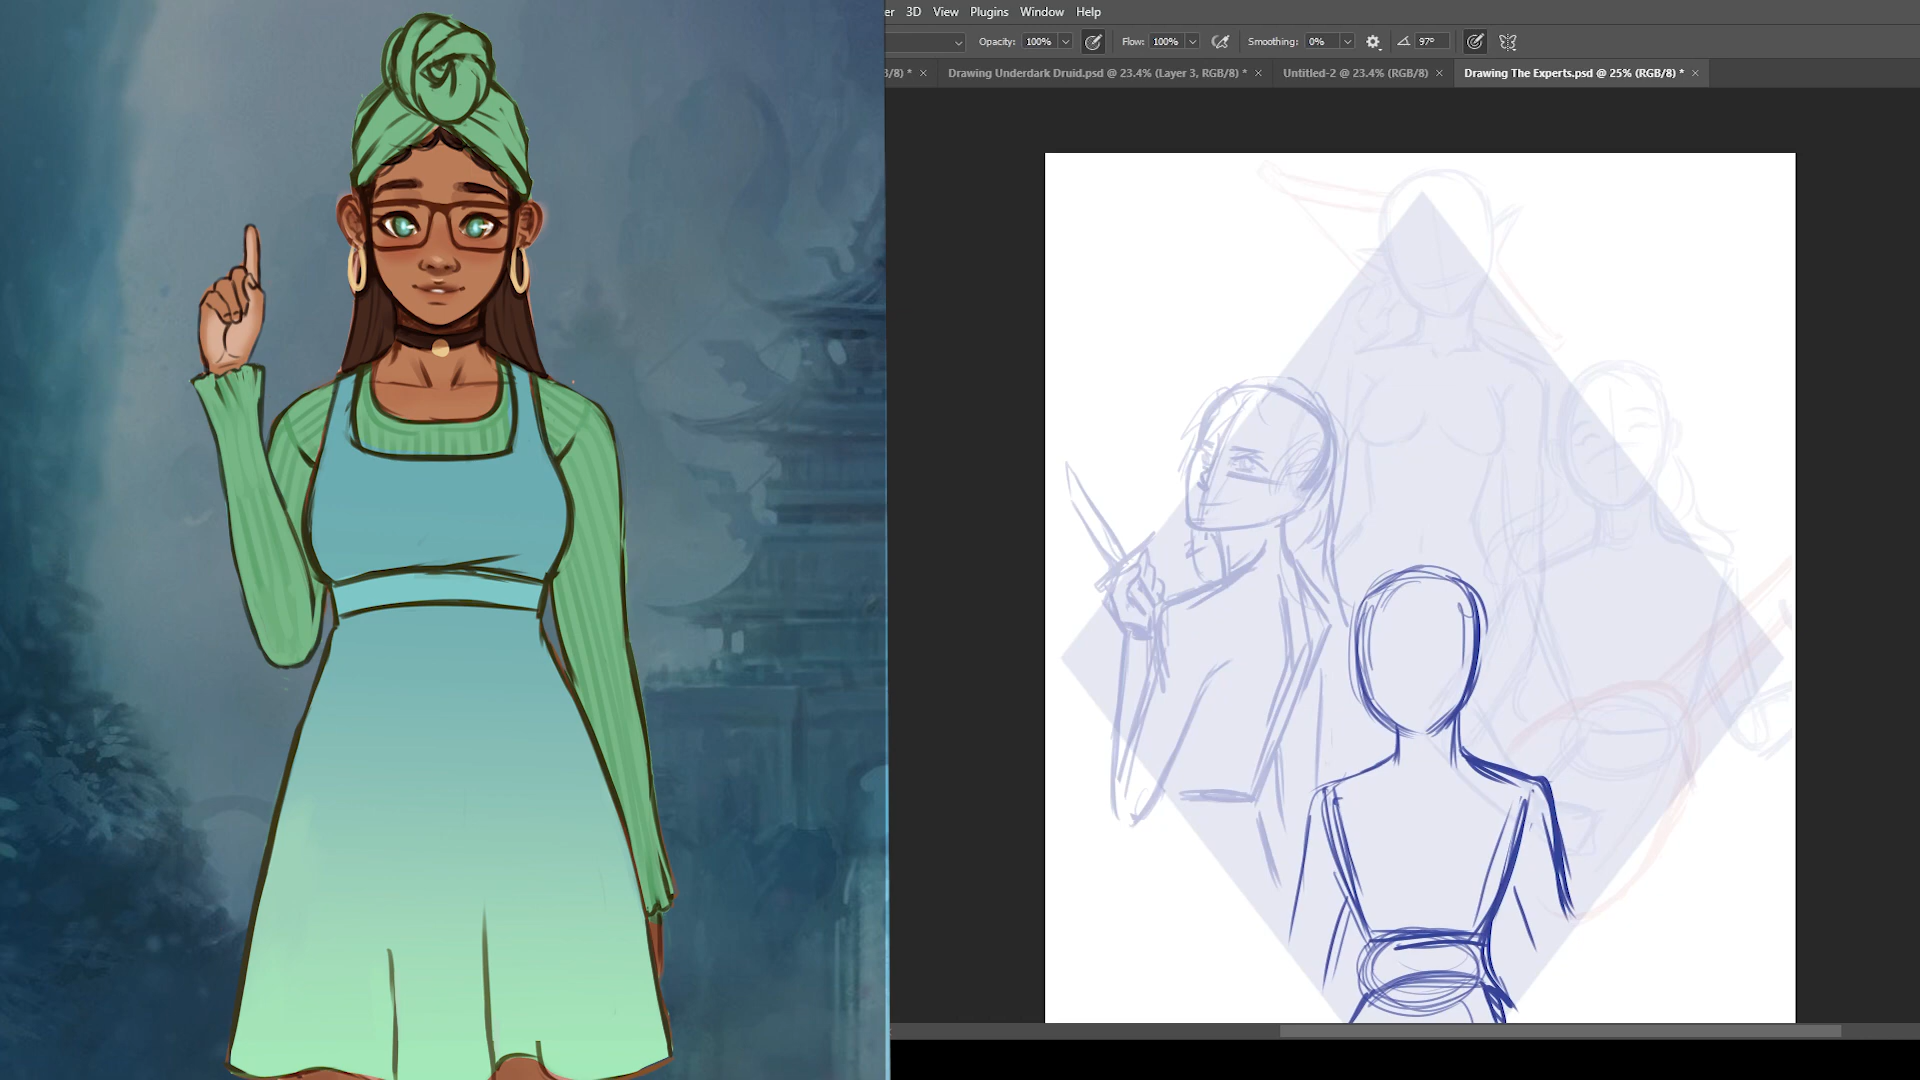 er 3D View Plugins Window Help
Opacity: 100% Flow: 100% Smoothing: 0% 97°
3/8) * × Drawing Underdark Druid.psd @ 23.4% (Layer 3, RGB/8) * × Untitled-2 @ 23.4% (RGB/8) × Drawing The Experts.psd @ 25% (RGB/8) * ×